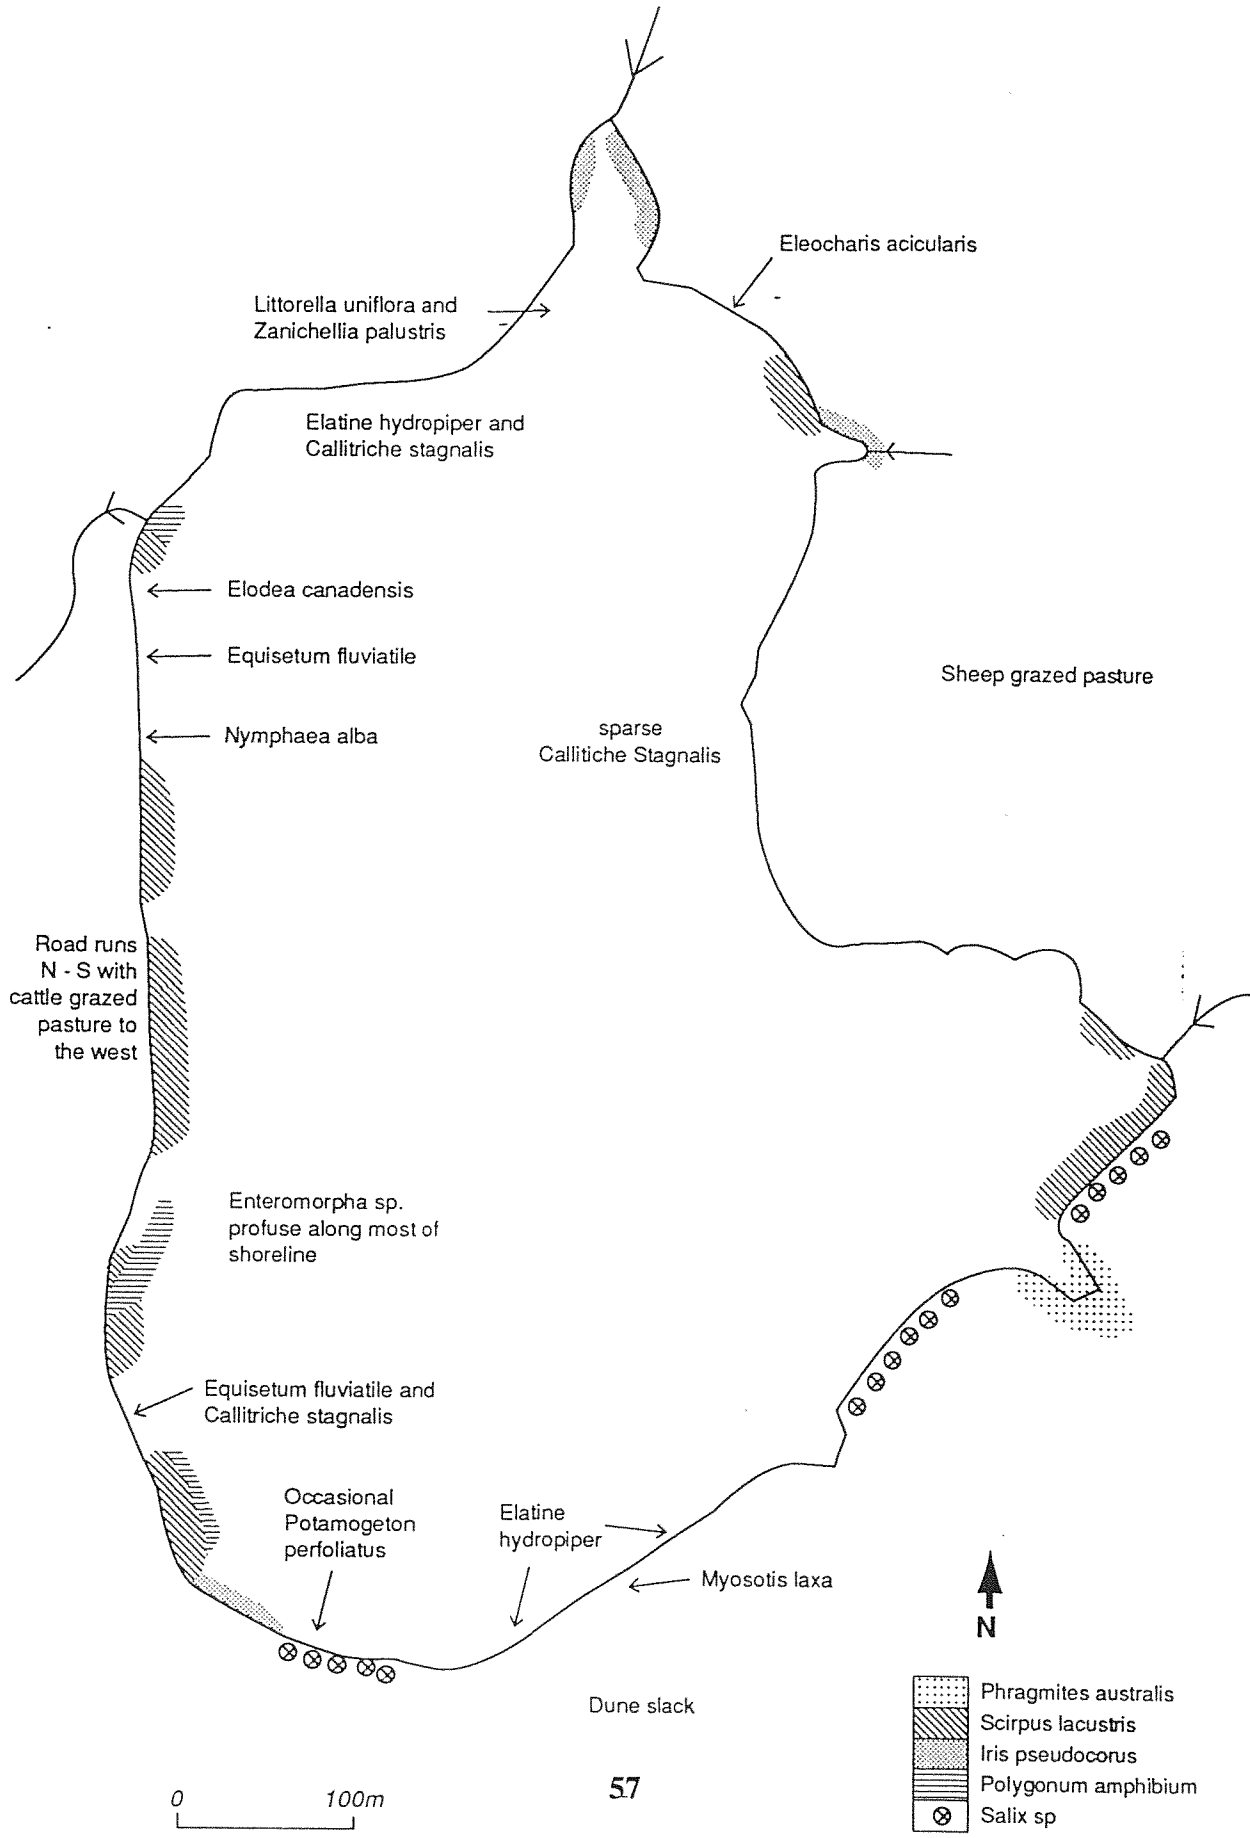 Eleocharis acicularis
Littorella uniflora and
Zanichellia palustris
Elatine hydropiper and
Callitriche stagnalis
Elodea canadensis
Equisetum fluviatile
Sheep grazed pasture
Nymphaea alba
sparse
Callitiche Stagnalis
Road runs
N - S with
cattle grazed
pasture to
the west
Enteromorpha sp.
profuse along most of
shoreline
Equisetum fluviatile and
Callitriche stagnalis
Occasional
Potamogeton
perfoliatus
Elatine
hydropiper
Myosotis laxa
N
Dune slack
Phragmites australis
Scirpus lacustris
Iris pseudocorus
Polygonum amphibium
Salix sp
0 100m
57